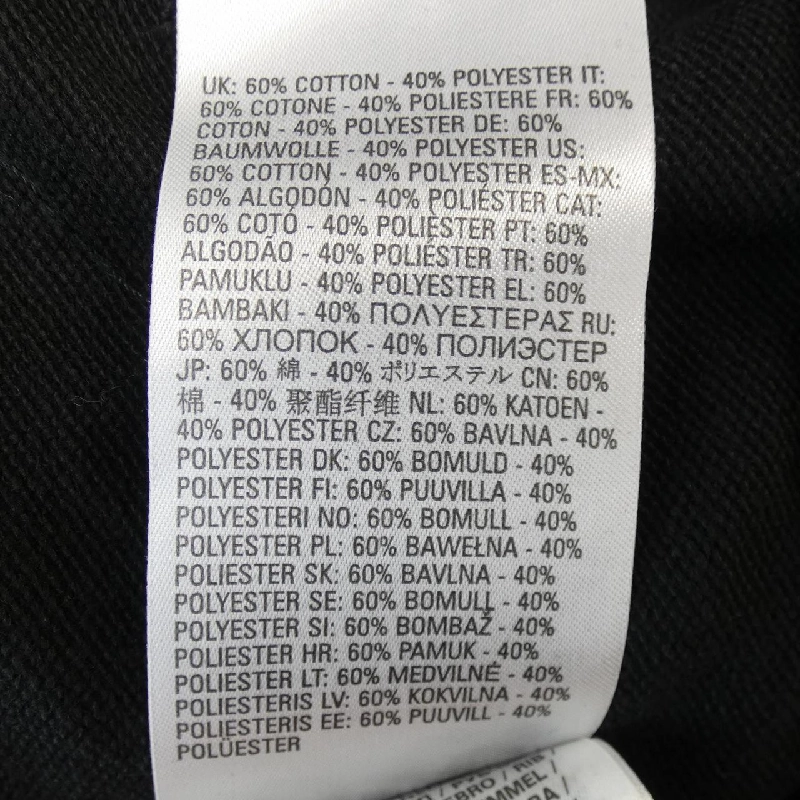 UK: 60% COTTON - 40% POLYESTER IT:
60% COTONE - 40% POLIESTERE FR: 60%
COTON - 40% POLYESTER DE: 60%
BAUMWOLLE - 40% POLYESTER US:
60% COTTON - 40% POLYESTER ES-MX:
60% ALGODÓN - 40% POLIÉSTER CAT:
60% COTÓ - 40% POLIÉSTER PT: 60%
ALGODÃO - 40% POLIÉSTER TR: 60%
PAMUKLU - 40% POLYESTER EL: 60%
BAMBAKI - 40% ΠΟΛΥΕΣΤΕΡΑΣ RU:
60% ХЛОПОК - 40% ПОЛИЭСТЕР
JP: 60% 綿 - 40% ポリエステル CN: 60%
棉 - 40% 聚酯纤维 NL: 60% KATOEN -
40% POLYESTER CZ: 60% BAVLNA - 40%
POLYESTER DK: 60% BOMULD - 40%
POLYESTER FI: 60% PUUVILLA - 40%
POLYESTERI NO: 60% BOMULL - 40%
POLYESTER PL: 60% BAWEŁNA - 40%
POLIESTER SK: 60% BAVLNA - 40%
POLYESTER SE: 60% BOMULL - 40%
POLYESTER SI: 60% BOMBAŽ - 40%
POLIESTER HR: 60% PAMUK - 40%
POLIESTER LT: 60% MEDVILNĖ - 40%
POLIESTERIS LV: 60% KOKVILNA - 40%
POLIESTERIS EE: 60% PUUVILL - 40%
POLÜESTER